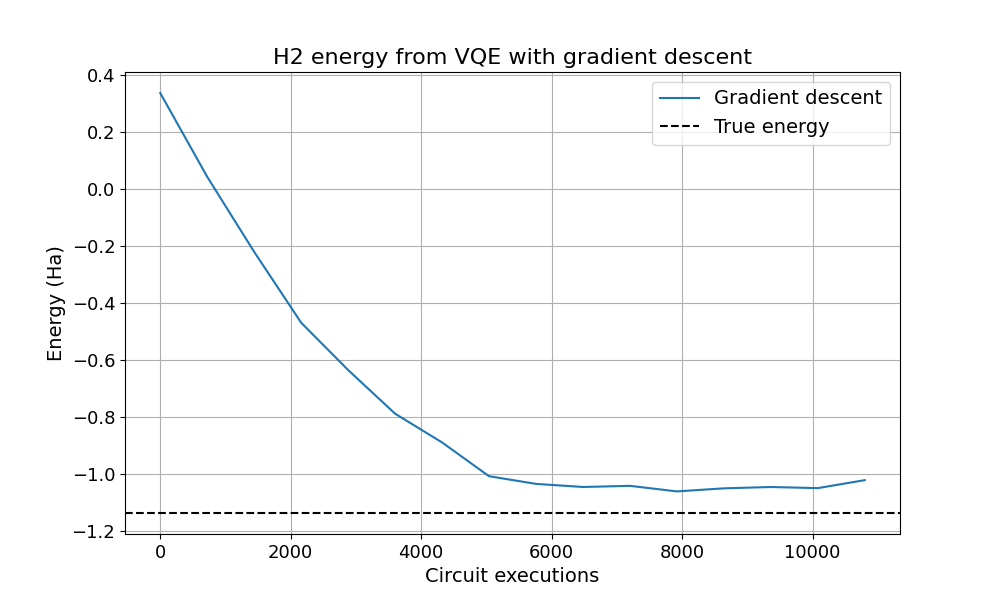 H2 energy from VQE with gradient descent
Gradient descent
True energy
0.4
0.2
0.0
−0.2
−0.4
−0.6
−0.8
−1.0
−1.2
Energy (Ha)
0 2000 4000 6000 8000 10000
Circuit executions